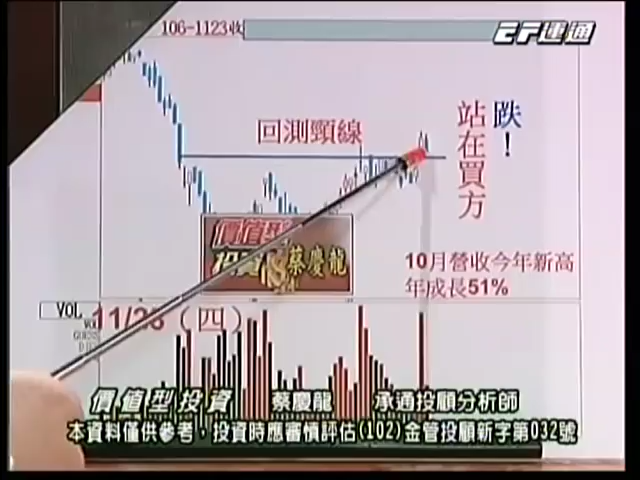 106-1123收
EF運通
回測頸線
跌！
站在買方
價值型
投資
蔡慶龍
10月營收今年新高
年成長51%
VOL 11/23（四）
價值型投資 蔡慶龍 承通投顧分析師
本資料僅供參考，投資時應審慎評估(102)金管投顧新字第032號